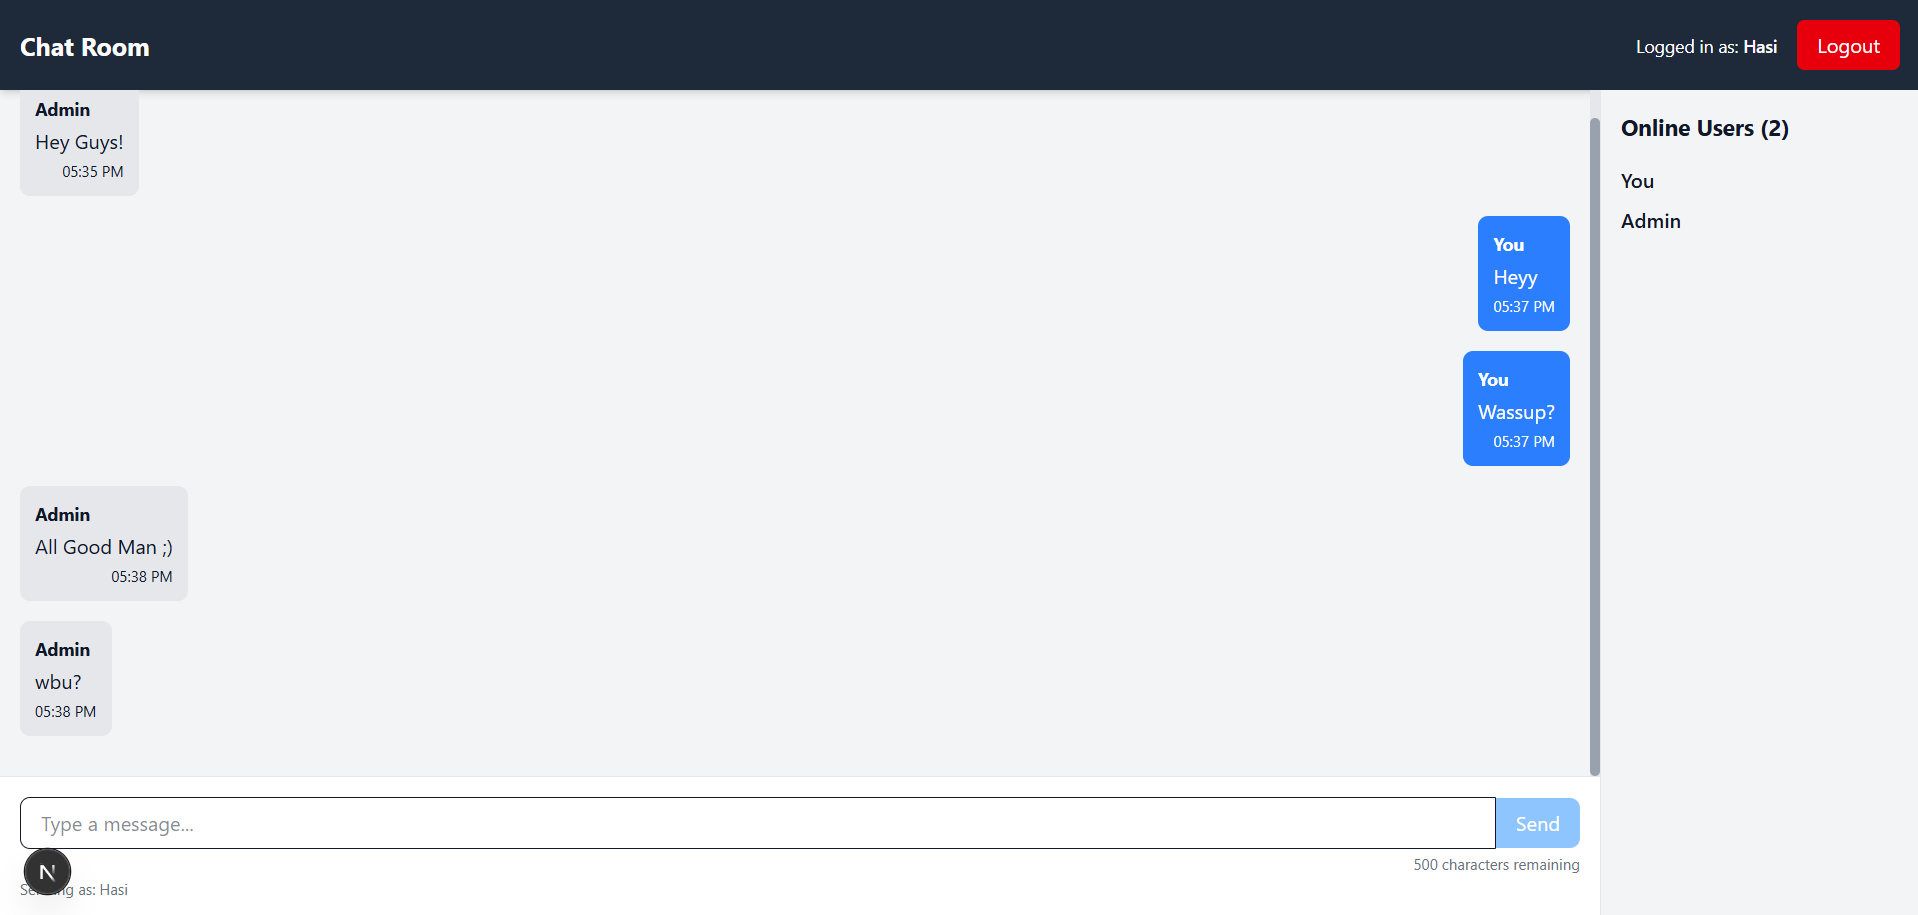 Chat Room
Logged in as: Hasi
Logout
Admin
Hey Guys!
05:35 PM
You
Heyy
05:37 PM
You
Wassup?
05:37 PM
Admin
All Good Man ;)
05:38 PM
Admin
wbu?
05:38 PM
Online Users (2)
You
Admin
Type a message...
Send
500 characters remaining
N
as: Hasi